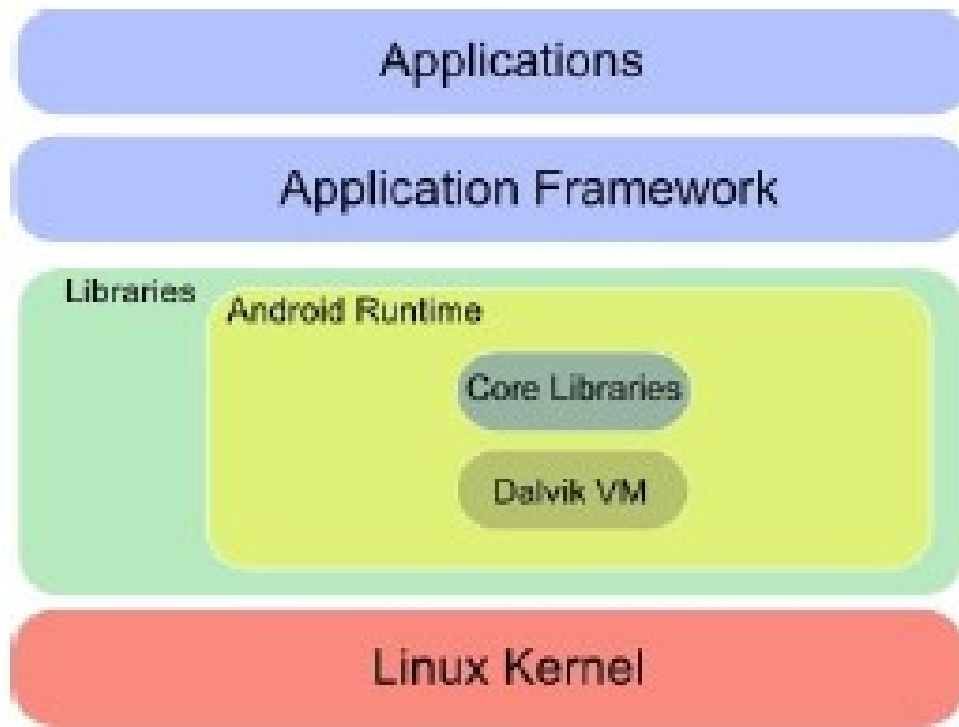 Applications
Application Framework
Libraries
Android Runtime
Core Libraries
Dalvik VM
Linux Kernel